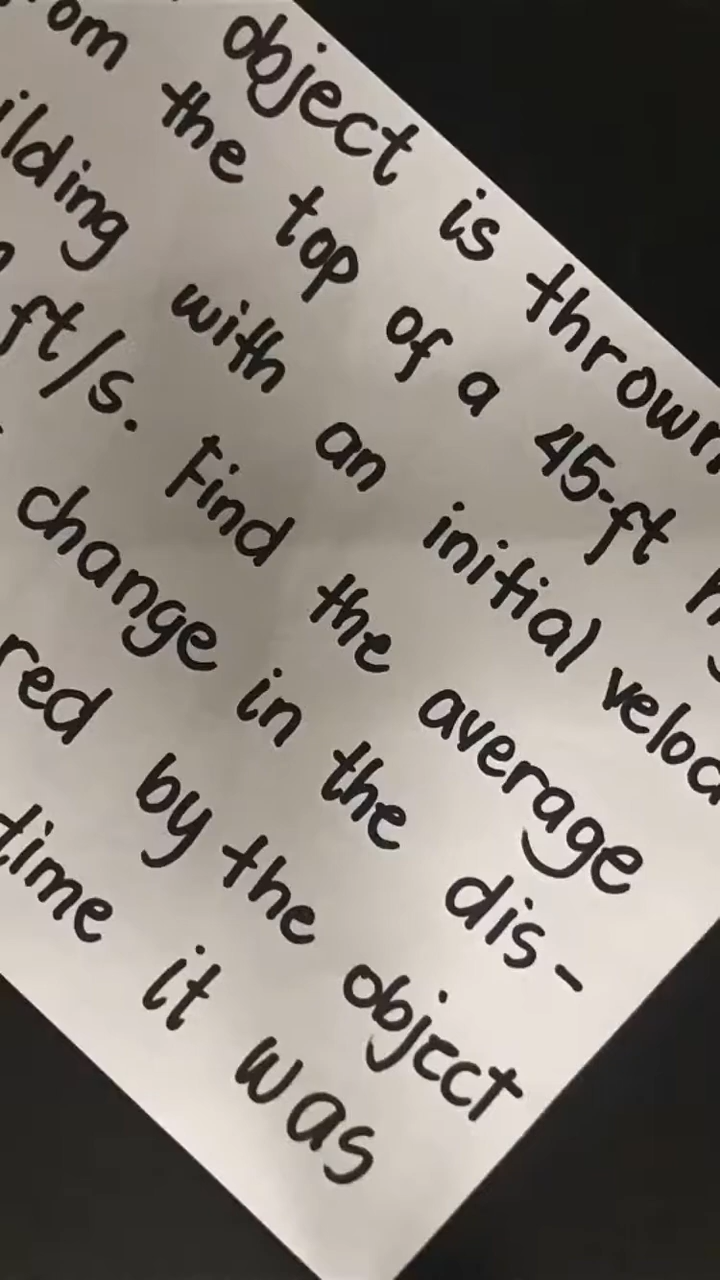 object is thrown
om the top of a 45-ft h
ilding with an initial veloc
ft/s. Find the average
change in the dis-
red by the object
time it was